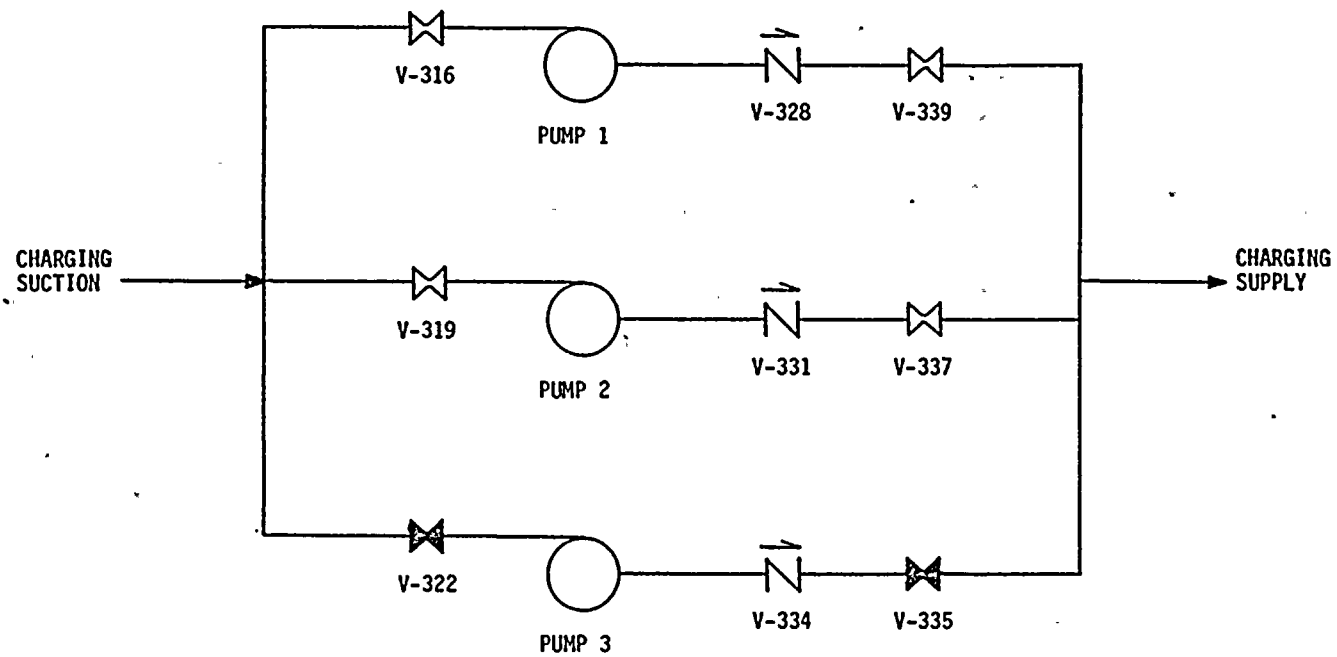 V-316
PUMP 1
V-328
V-339
CHARGING
SUCTION
V-319
PUMP 2
V-331
V-337
CHARGING
SUPPLY
V-322
PUMP 3
V-334
V-335